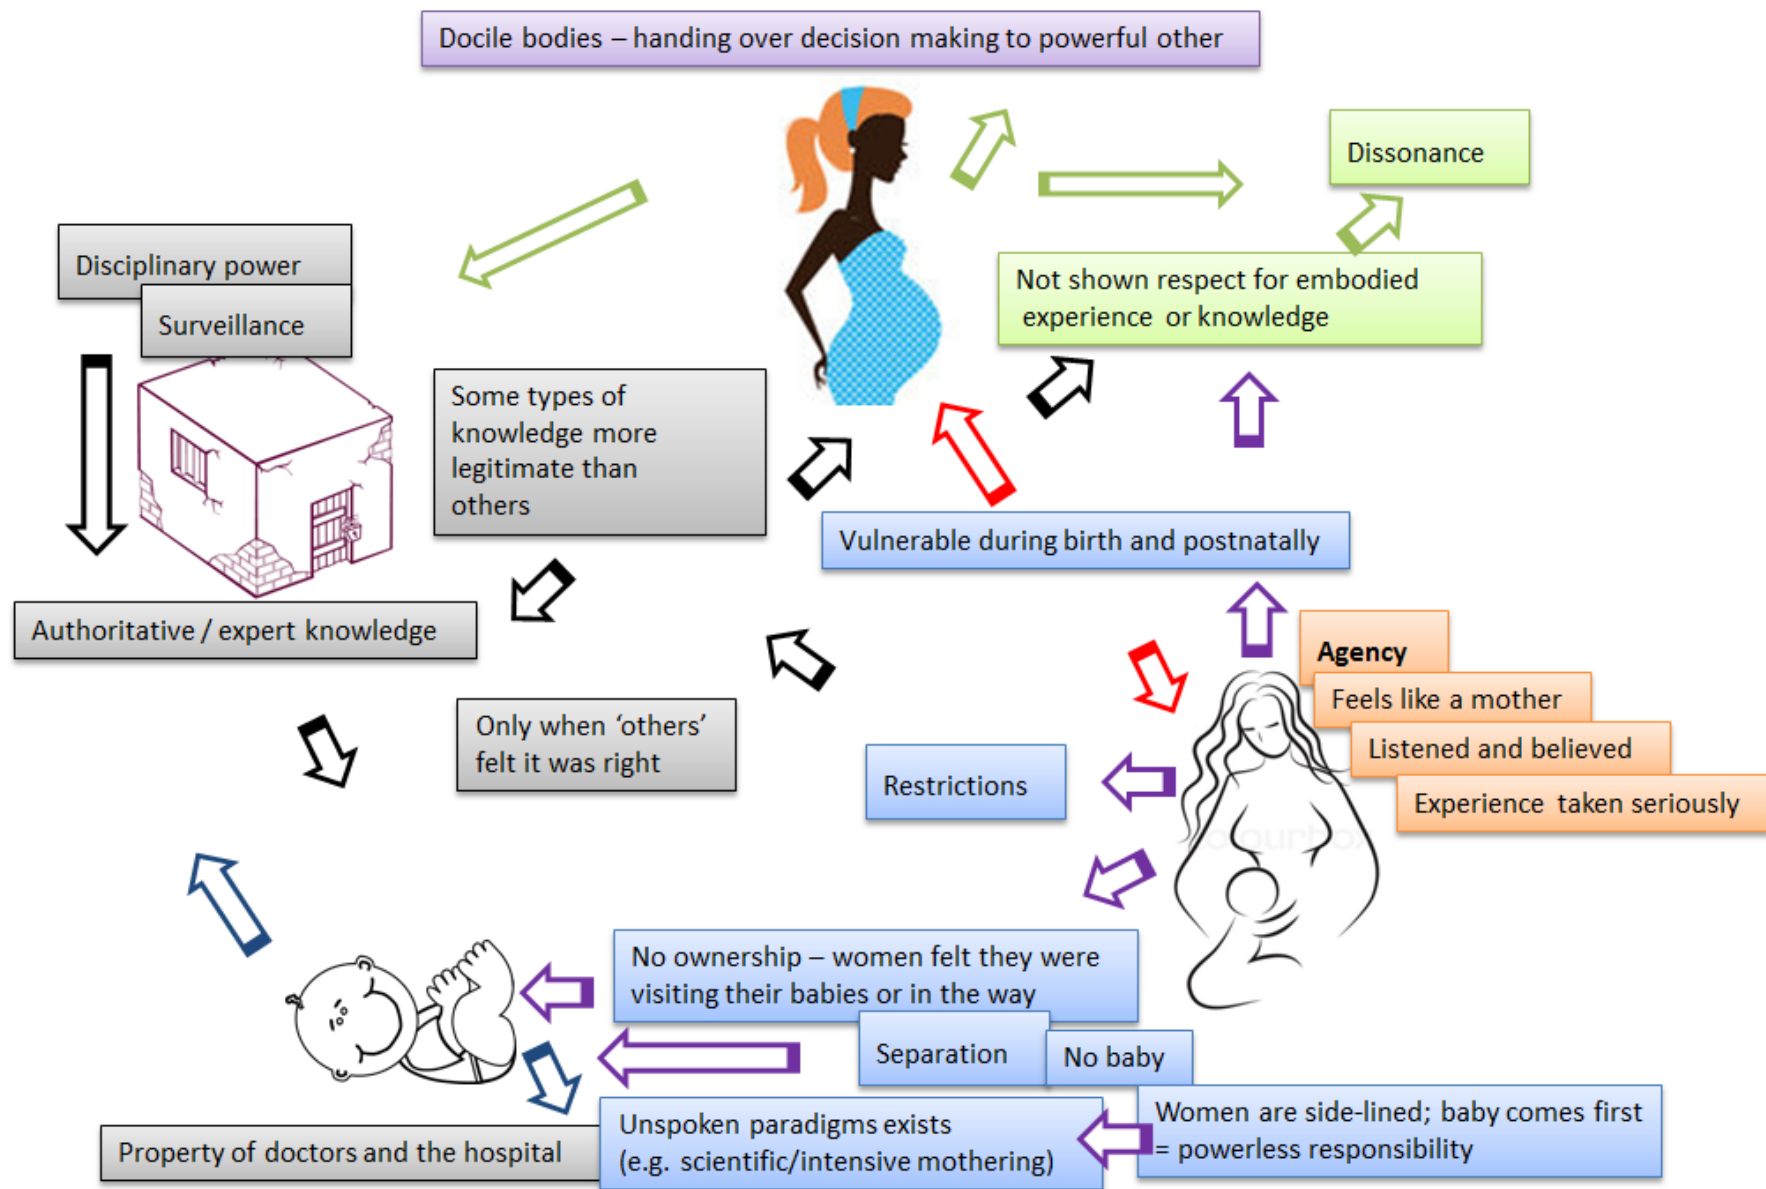 Docile bodies – handing over decision making to powerful other
Dissonance
Disciplinary power
Surveillance
Not shown respect for embodied
experience or knowledge
Some types of
knowledge more
legitimate than
others
Vulnerable during birth and postnatally
Authoritative / expert knowledge
Agency
Feels like a mother
Listened and believed
Experience taken seriously
Only when ‘others’
felt it was right
Restrictions
colourbox
No ownership – women felt they were
visiting their babies or in the way
Separation
No baby
Women are side-lined; baby comes first
= powerless responsibility
Unspoken paradigms exists
(e.g. scientific/intensive mothering)
Property of doctors and the hospital